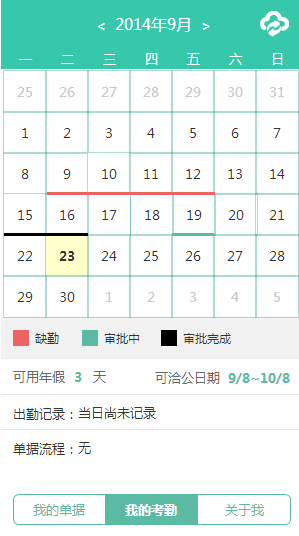 < 2014年9月 >
一 二 三 四 五 六 日
25 26 27 28 29 30 31
1 2 3 4 5 6 7
8 9 10 11 12 13 14
15 16 17 18 19 20 21
22 23 24 25 26 27 28
29 30 1 2 3 4 5
缺勤 审批中 审批完成
可用年假 3 天 可洽公日期 9/8~10/8
出勤记录：当日尚未记录
单据流程：无
我的单据 我的考勤 关于我